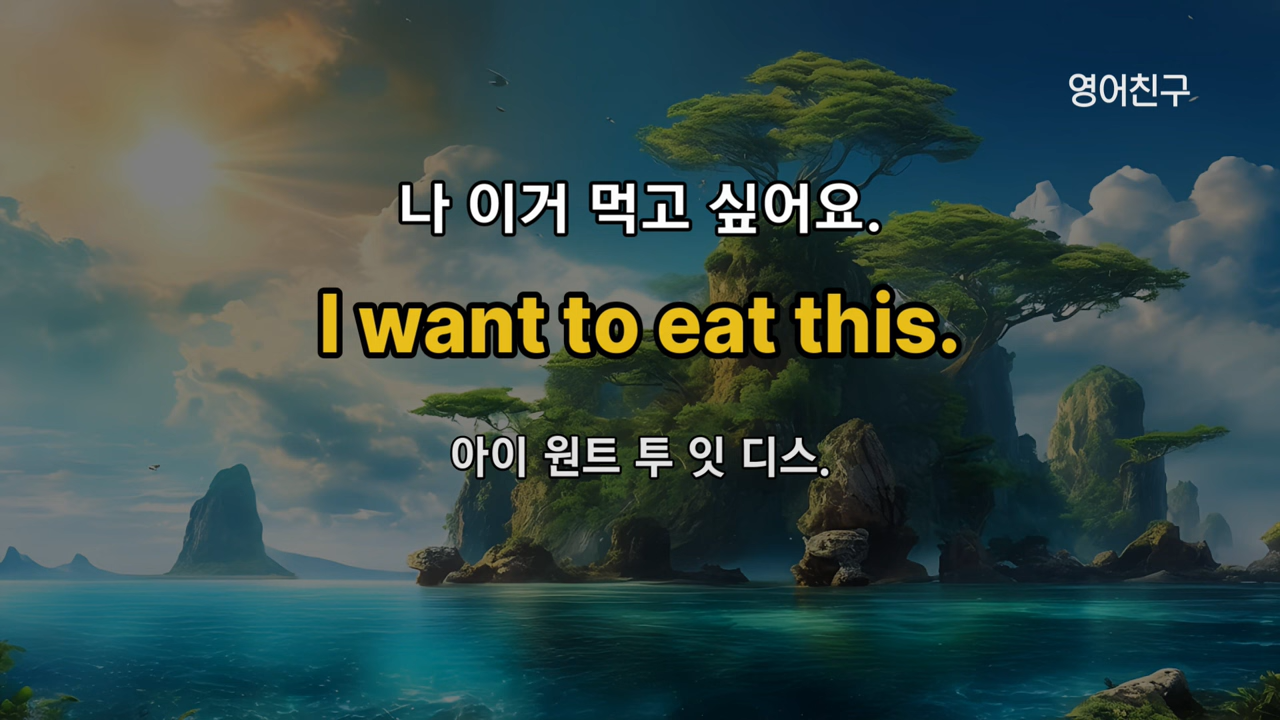 영어친구
나 이거 먹고 싶어요.
I want to eat this.
아이 원트 투 잇 디스.